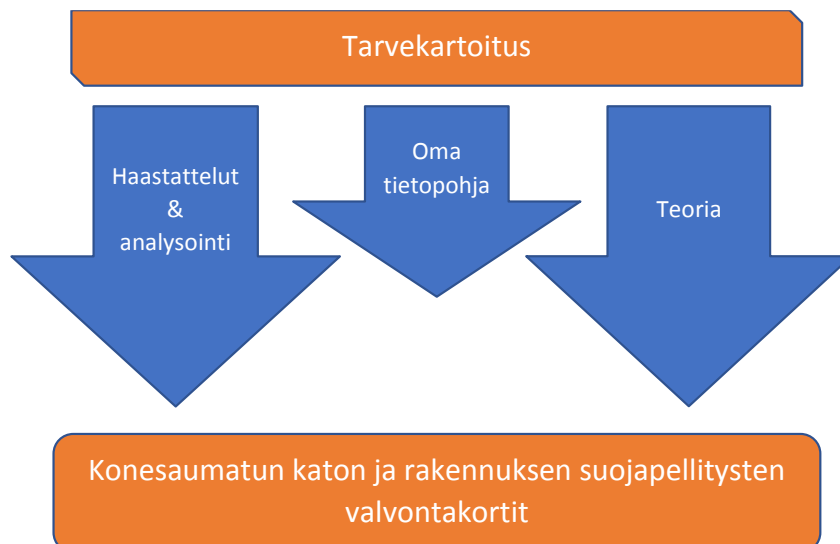 Tarvekartoitus
Haastattelut
&
analysointi
Oma
tietopohja
Teoria
Konesaumatun katon ja rakennuksen suojapellitysten
valvontakortit